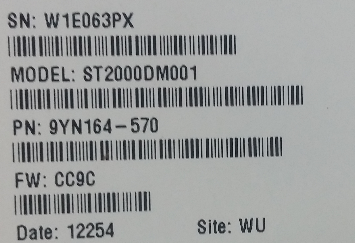 SN: W1E063PX
MODEL: ST2000DM001
PN: 9YN164-570
FW: CC9C
Date: 12254 Site: WU